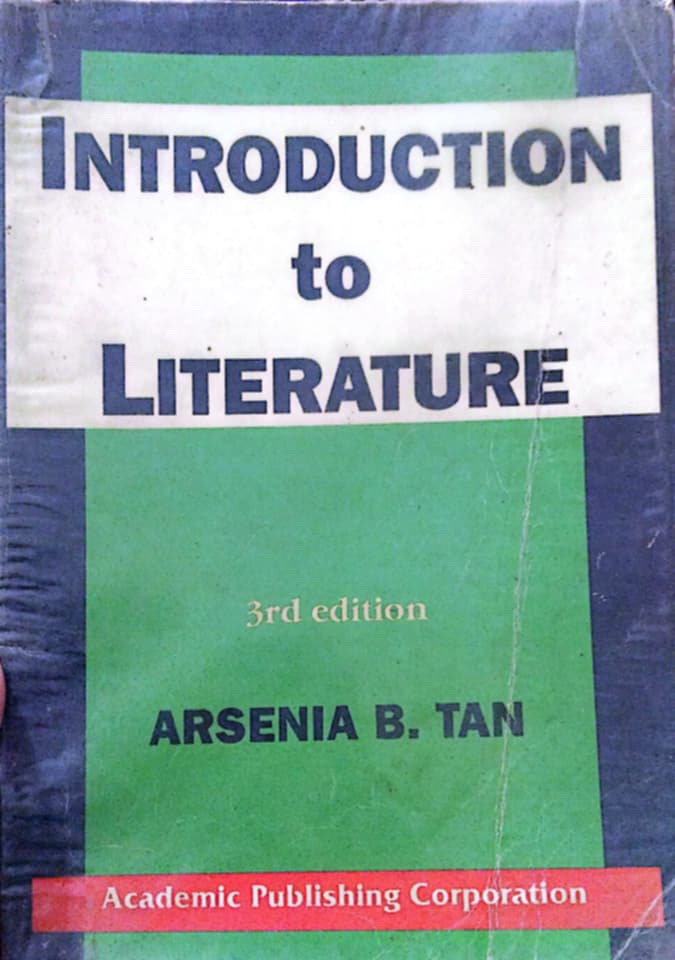 INTRODUCTION
to
LITERATURE
3rd edition
ARSENIA B. TAN
Academic Publishing Corporation